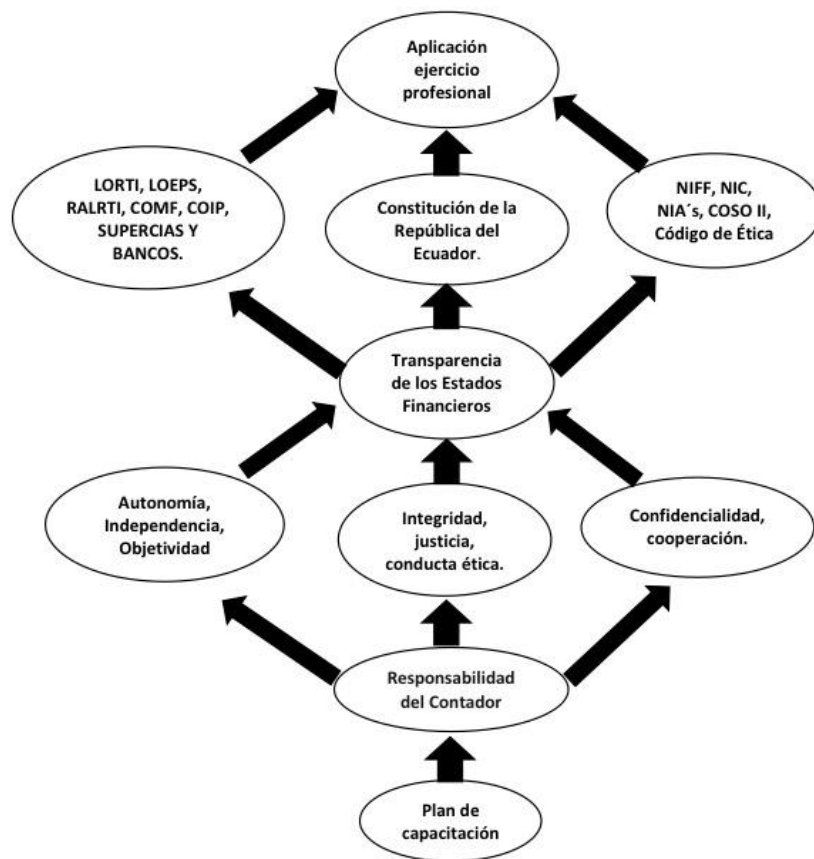 Aplicación
ejercicio
profesional
LORTI, LOEPS,
RALRTI, COMF, COIP,
SUPERCIAS Y
BANCOS.
Constitución de la
República del
Ecuador.
NIFF, NIC,
NIA´s, COSO II,
Código de Ética
Transparencia
de los Estados
Financieros
Autonomía,
Independencia,
Objetividad
Integridad,
justicia,
conducta ética.
Confidencialidad,
cooperación.
Responsabilidad
del Contador
Plan de
capacitación